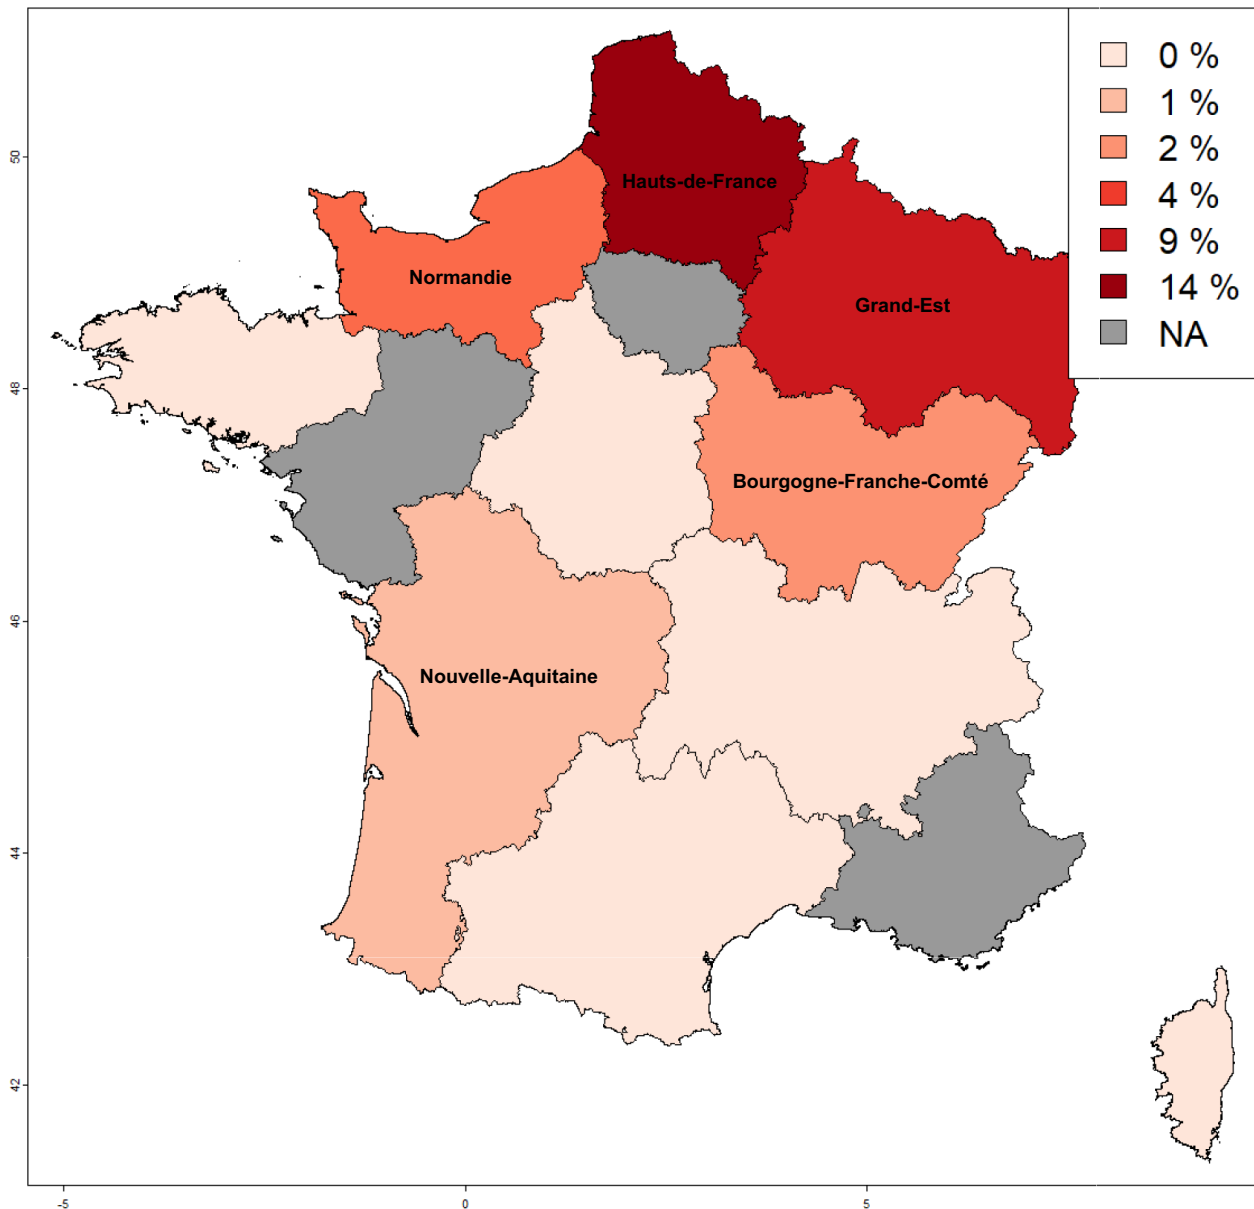 0 %
1 %
2 %
4 %
9 %
14 %
NA
50
48
46
44
42
Hauts-de-France
Normandie
Grand-Est
Bourgogne-Franche-Comté
Nouvelle-Aquitaine
-5
0
5